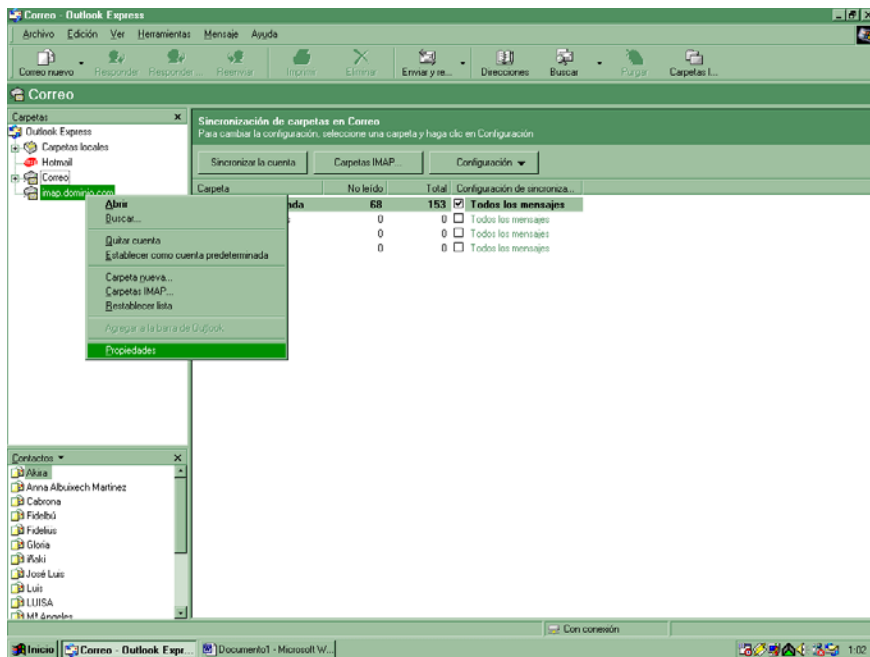 Correo - Outlook Express
Archivo Edición Ver Herramientas Mensaje Ayuda
Correo nuevo Responder Responder ... Reenviar Imprimir Eliminar Enviar y re... Direcciones Buscar Purgar Carpetas I...
Correo
Carpetas
Outlook Express
Carpetas locales
Hotmail
Correo
imap.dominio.com
Sincronización de carpetas en Correo
Para cambiar la configuración, seleccione una carpeta y haga clic en Configuración
Sincronizar la cuenta Carpetas IMAP... Configuración
Carpeta No leído Total Configuración de sincroniza...
nda 68 153 Todos los mensajes
s 0 0 Todos los mensajes
0 0 Todos los mensajes
0 0 Todos los mensajes
Abrir
Buscar...
Quitar cuenta
Establecer como cuenta predeterminada
Carpeta nueva...
Carpetas IMAP...
Restablecer lista
Agregar a la barra de Outlook
Propiedades
Contactos
Akira
Anna Albuixech Martinez
Cabrona
Fidelbú
Fidelius
Gloria
iñaki
José Luis
Luis
LUISA
Mª Angeles
Con conexión
Inicio Correo - Outlook Expr... Documento1 - Microsoft W... 1:02